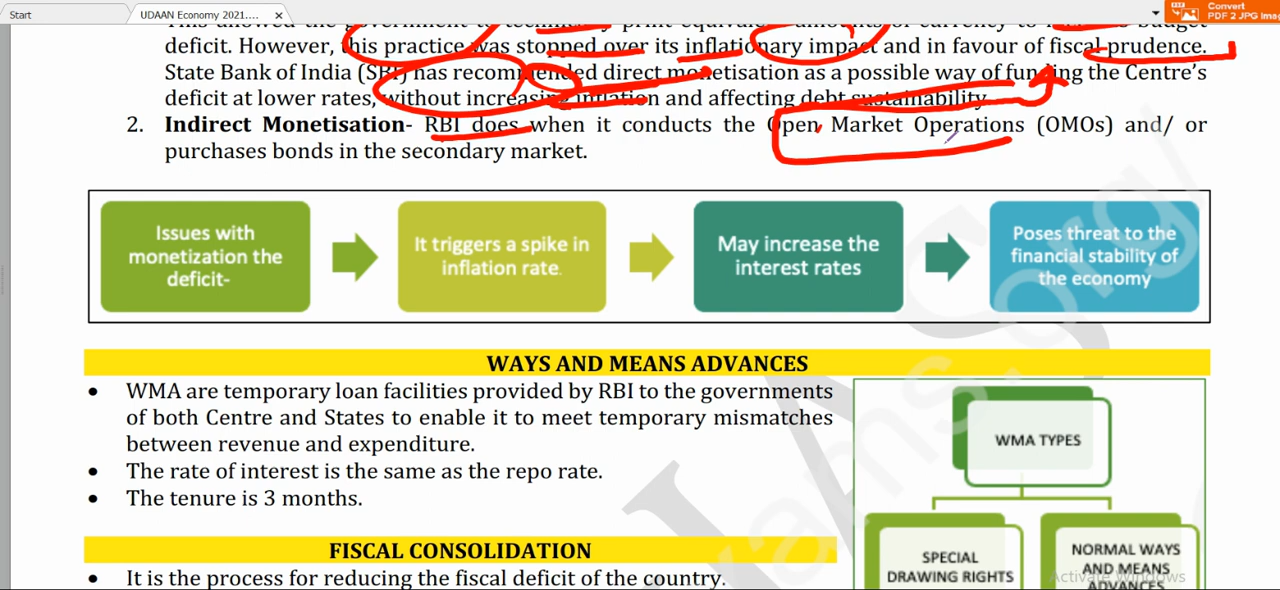 Start
UDAAN Economy 2021....
Convert
PDF 2 JPG Imag
deficit. However, this practice was stopped over its inflationary impact and in favour of fiscal prudence.
State Bank of India (SBI) has recommended direct monetisation as a possible way of funding the Centre's
deficit at lower rates, without increasing inflation and affecting debt sustainability.
2. Indirect Monetisation- RBI does when it conducts the Open Market Operations (OMOs) and/ or
purchases bonds in the secondary market.
Issues with
monetization the
deficit-
It triggers a spike in
inflation rate.
May increase the
interest rates
Poses threat to the
financial stability of
the economy
WAYS AND MEANS ADVANCES
• WMA are temporary loan facilities provided by RBI to the governments
of both Centre and States to enable it to meet temporary mismatches
between revenue and expenditure.
• The rate of interest is the same as the repo rate.
• The tenure is 3 months.
WMA TYPES
SPECIAL
DRAWING RIGHTS
NORMAL WAYS
AND MEANS
ADVANCES
FISCAL CONSOLIDATION
• It is the process for reducing the fiscal deficit of the country.
Activate Windows